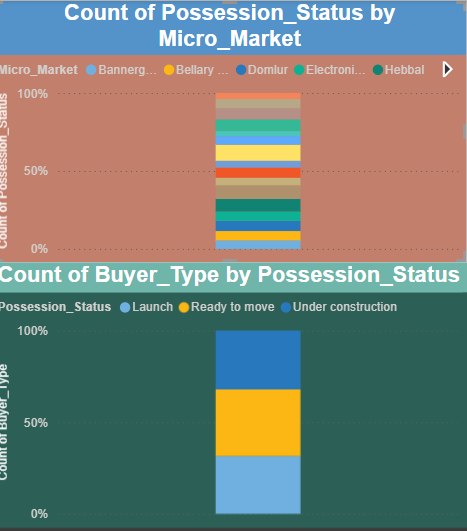 Count of Possession_Status by
Micro_Market
Micro_Market Bannerg... Bellary ... Domlur Electroni... Hebbal
100%
50%
0%
Count of Possession_Status
Count of Buyer_Type by Possession_Status
Possession_Status Launch Ready to move Under construction
100%
50%
0%
Count of Buyer_Type